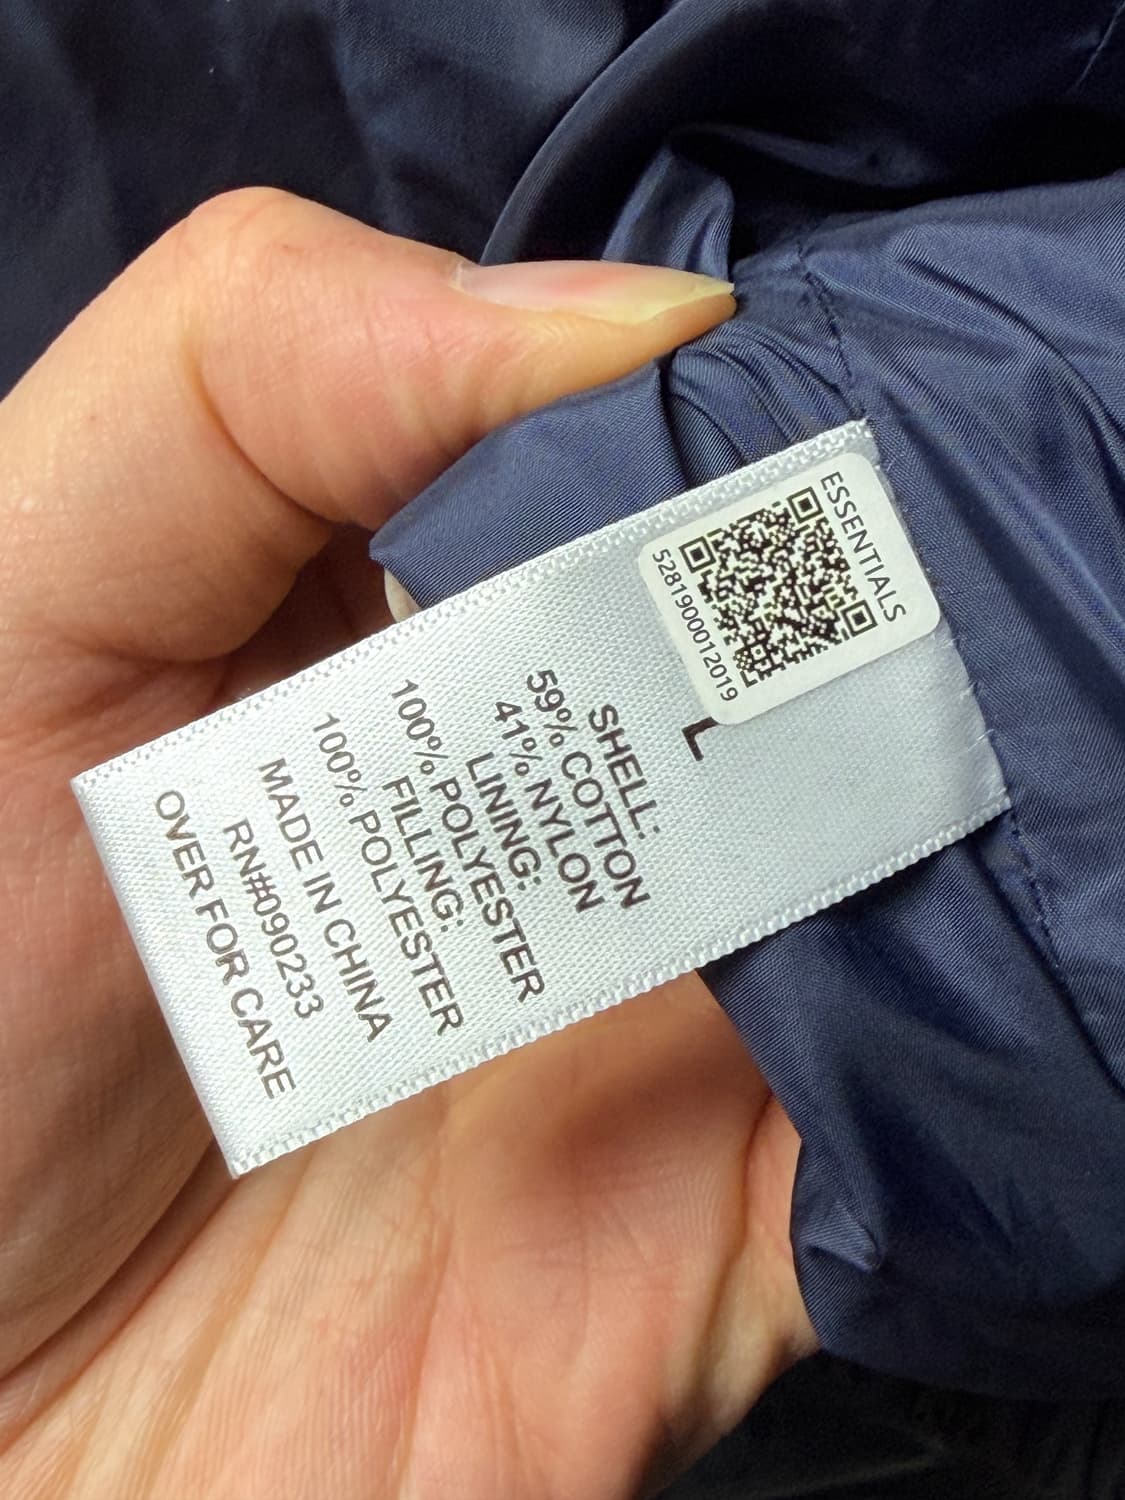 ESSENTIALS
5281900012019
L
SHELL:
59% COTTON
41% NYLON
LINING:
100% POLYESTER
FILLING:
100% POLYESTER
MADE IN CHINA
RN#090233
OVER FOR CARE